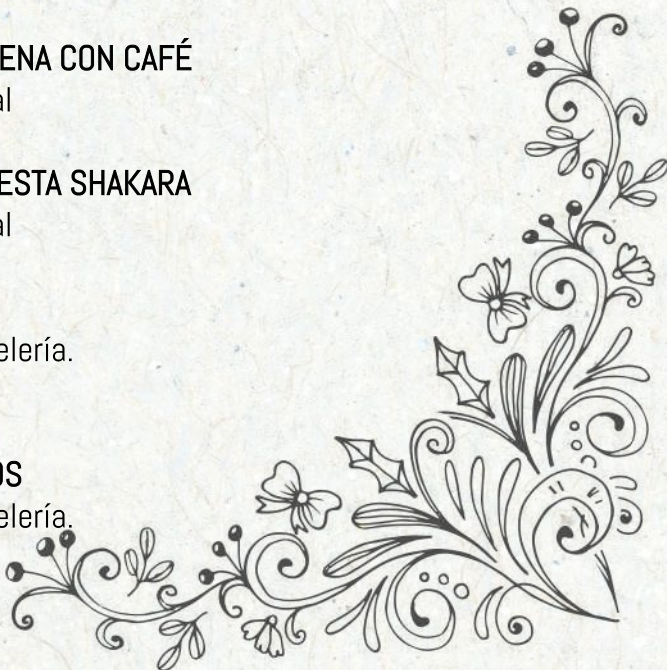 ENA CON CAFÉ
al
ESTA SHAKARA
al
elería.
OS
elería.